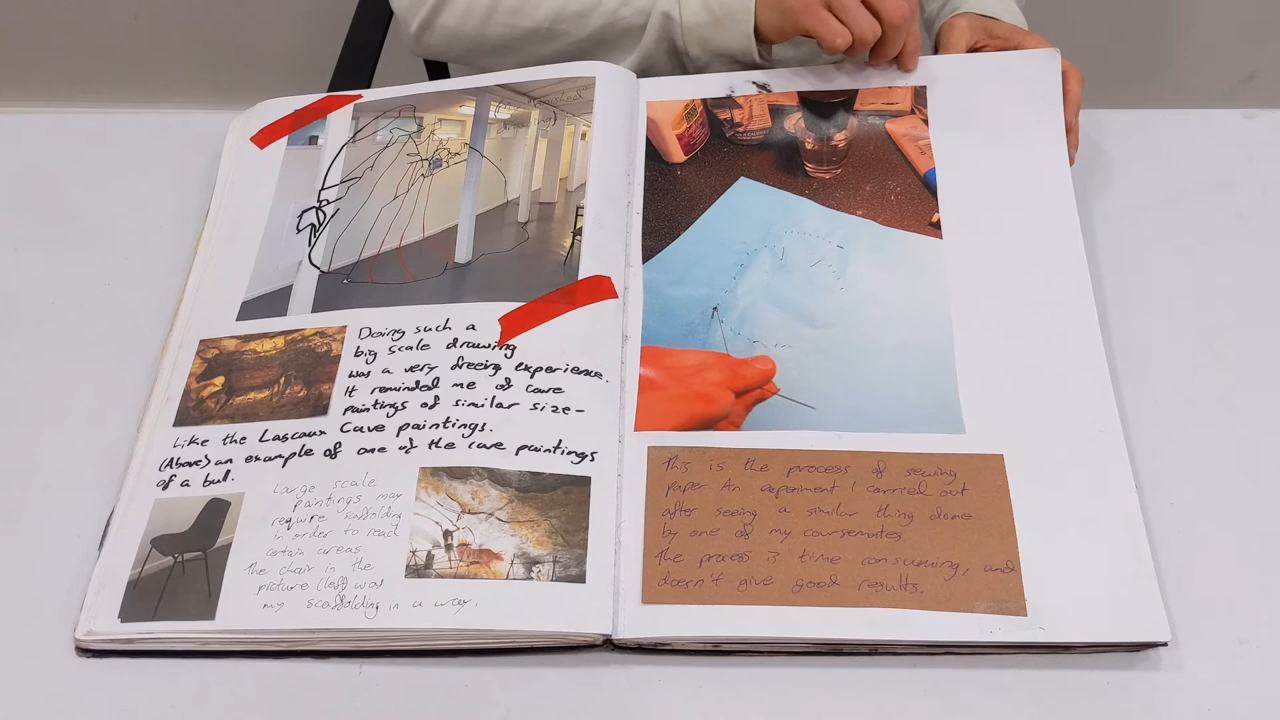 (my "finished"
drawing)
Doing such a
big scale drawing
was a very freeing experience.
It reminded me of cave
paintings of similar size-
Like the Lascaux Cave paintings.
(Above) an example of one of the cave paintings
of a bull.
Large scale
paintings may
require scaffolding
in order to reach
certain areas.
The chair in the
picture (left) was
my scaffolding in a way.
This is the process of sewing
paper. An experiment I carried out
after seeing a similar thing done
by one of my coursemates
The process is time consuming, and
doesn't give good results.